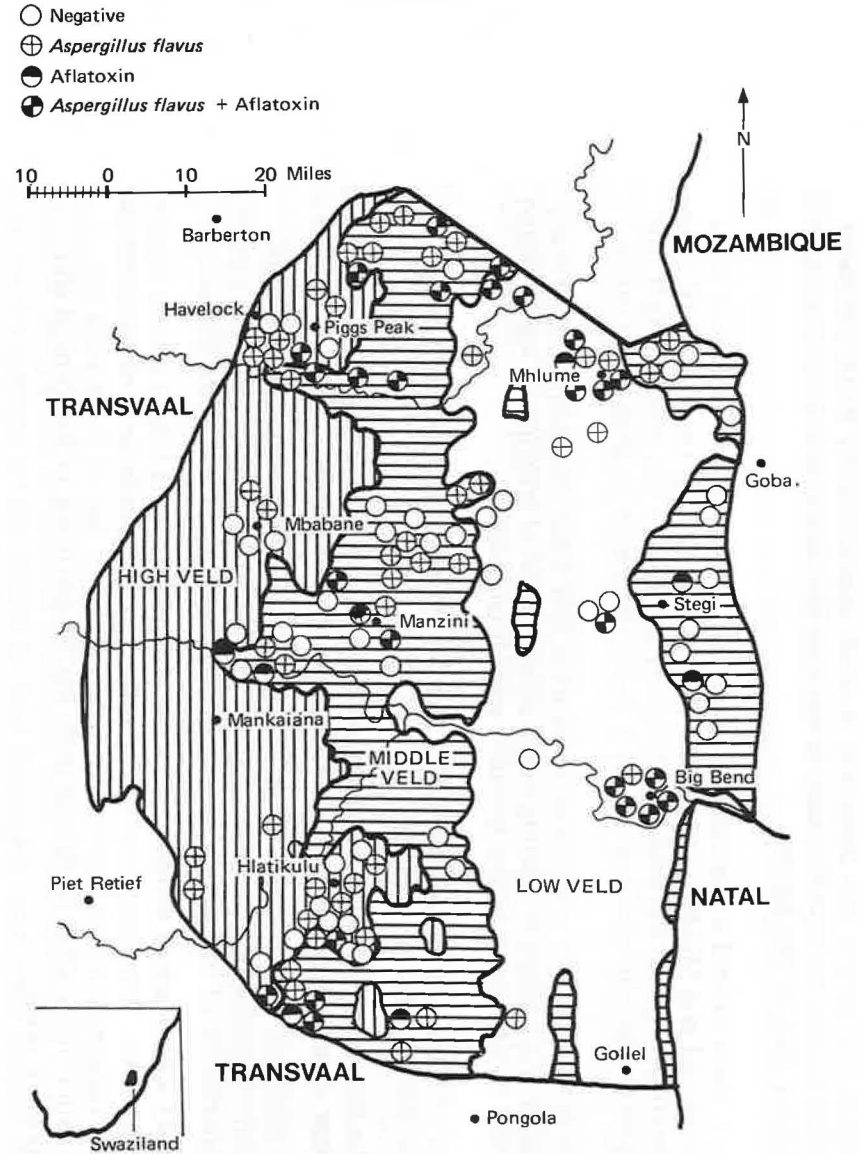 Negative
Aspergillus flavus
Aflatoxin
Aspergillus flavus + Aflatoxin
N
10 0 10 20 Miles
Barberton
MOZAMBIQUE
Havelock
Piggs Peak
Mhlume
TRANSVAAL
Goba.
Mbabane
HIGH VELD
Stegi
Manzini
Mankaiana
MIDDLE
VELD
Big Bend
Hlatikulu
Piet Retief
LOW VELD
NATAL
Gollel
TRANSVAAL
Pongola
Swaziland